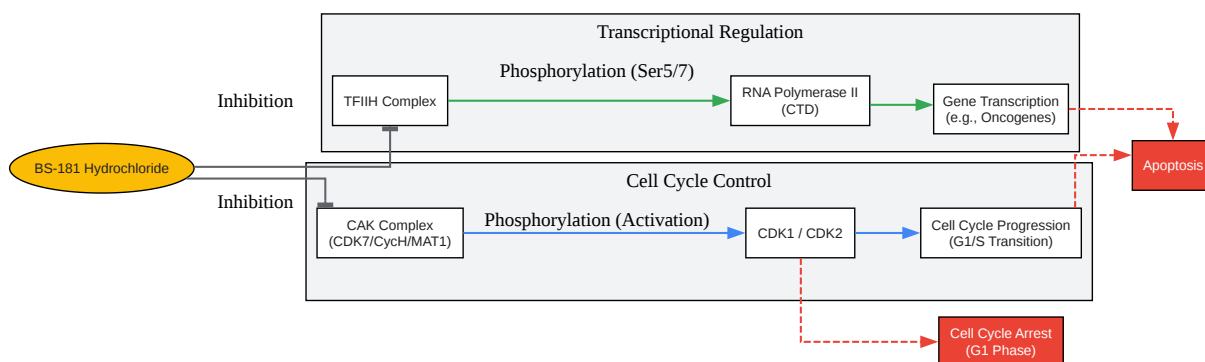 Transcriptional Regulation
Phosphorylation (Ser5/7)
Inhibition
TFIIH Complex
RNA Polymerase II
(CTD)
Gene Transcription
(e.g., Oncogenes)
BS-181 Hydrochloride
Apoptosis
Cell Cycle Control
Inhibition
CAK Complex
(CDK7/CycH/MAT1)
Phosphorylation (Activation)
CDK1 / CDK2
Cell Cycle Progression
(G1/S Transition)
Cell Cycle Arrest
(G1 Phase)